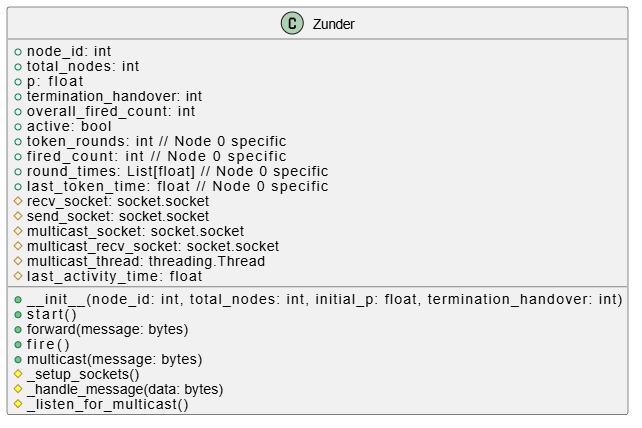 C Zunder
node_id: int
total_nodes: int
p: float
termination_handover: int
overall_fired_count: int
active: bool
token_rounds: int // Node 0 specific
fired_count: int // Node 0 specific
round_times: List[float] // Node 0 specific
last_token_time: float // Node 0 specific
recv_socket: socket.socket
send_socket: socket.socket
multicast_socket: socket.socket
multicast_recv_socket: socket.socket
multicast_thread: threading.Thread
last_activity_time: float
__init__(node_id: int, total_nodes: int, initial_p: float, termination_handover: int)
start()
forward(message: bytes)
fire()
multicast(message: bytes)
_setup_sockets()
_handle_message(data: bytes)
_listen_for_multicast()